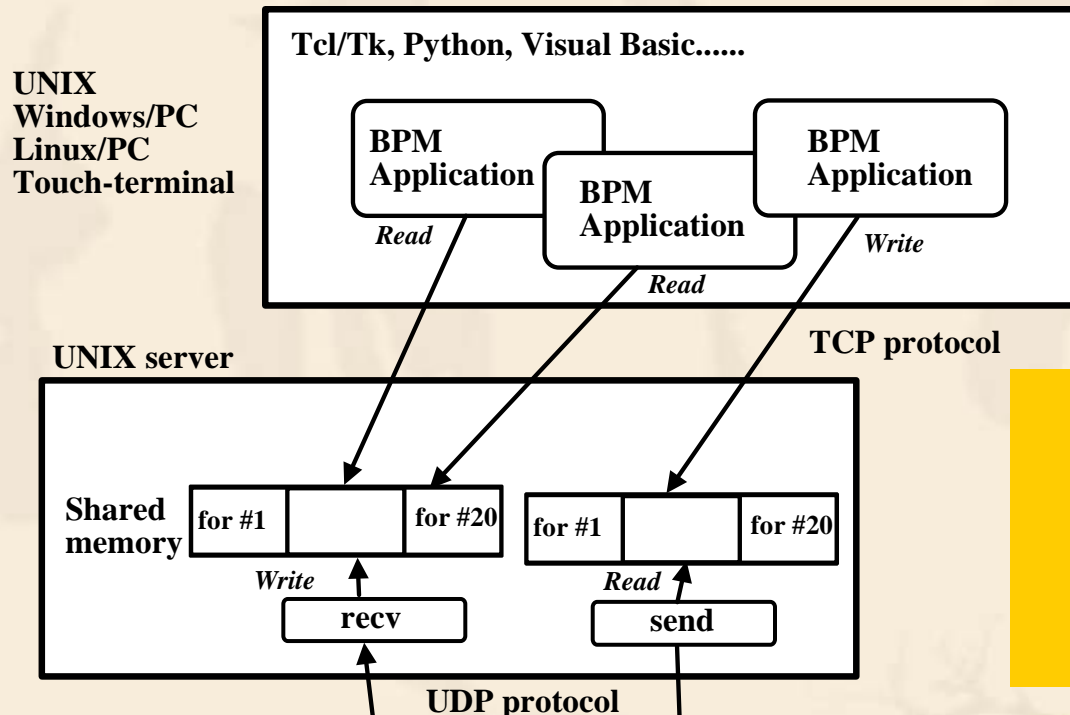 Tcl/Tk, Python, Visual Basic......
UNIX
Windows/PC
Linux/PC
Touch-terminal
BPM
Application
BPM
Application
BPM
Application
Read
Read
Write
TCP protocol
UNIX server
Shared
memory
for #1
for #20
for #1
for #20
Write
Read
recv
send
UDP protocol